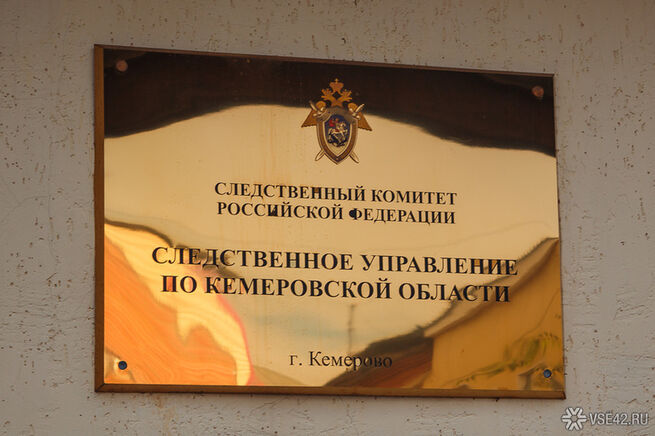 СЛЕДСТВЕННЫЙ КОМИТЕТ
РОССИЙСКОЙ ФЕДЕРАЦИИ
СЛЕДСТВЕННОЕ УПРАВЛЕНИЕ
ПО КЕМЕРОВСКОЙ ОБЛАСТИ
г. Кемерово
VSE42.RU